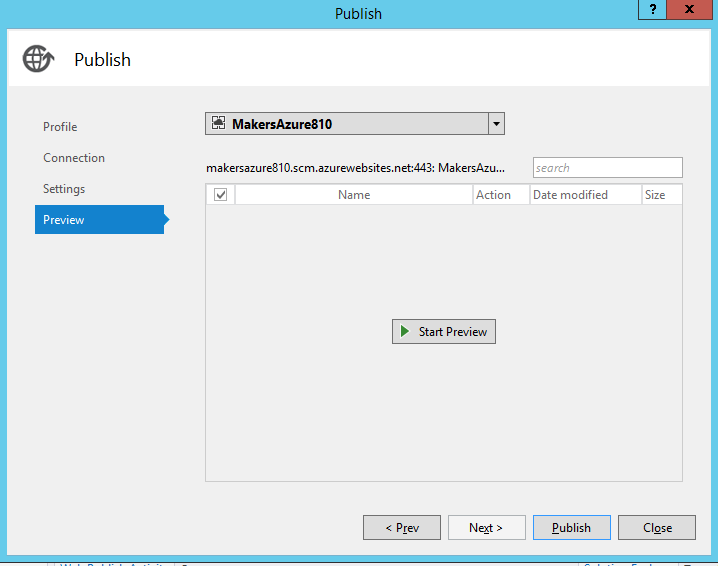 Publish
?
x
Publish
Profile
Connection
Settings
Preview
MakersAzure810
makersazure810.scm.azurewebsites.net:443: MakersAzu...
search
Name Action Date modified Size
Start Preview
< Prev
Next >
Publish
Close